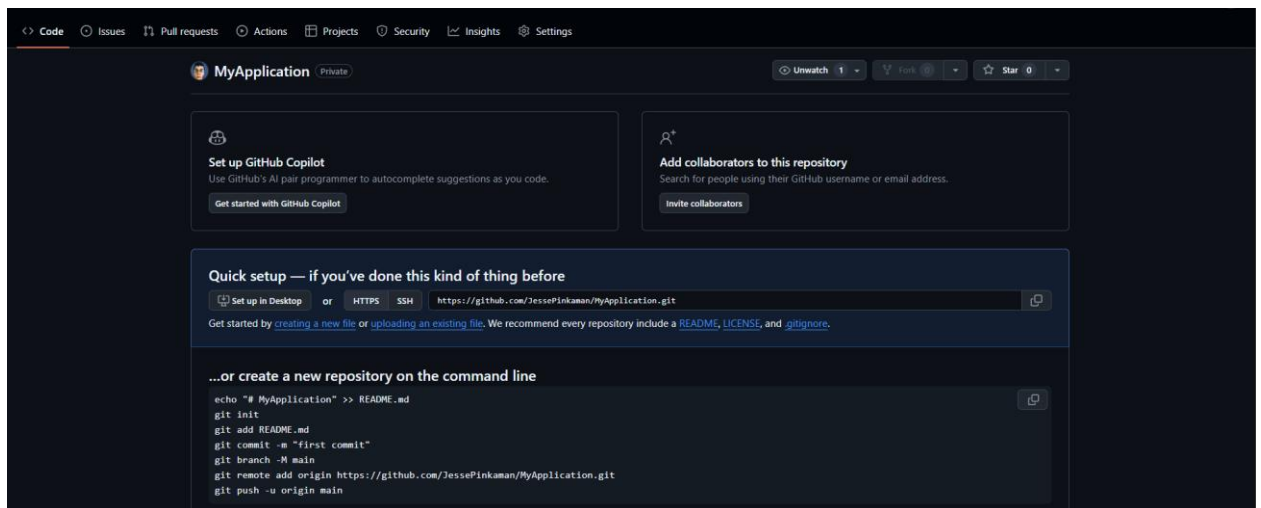 Code Issues Pull requests Actions Projects Security Insights Settings
MyApplication Private Unwatch 1 Fork 0 Star 0
Set up GitHub Copilot
Use GitHub's AI pair programmer to autocomplete suggestions as you code.
Get started with GitHub Copilot
Add collaborators to this repository
Search for people using their GitHub username or email address.
Invite collaborators
Quick setup — if you've done this kind of thing before
Set up in Desktop or HTTPS SSH https://github.com/JessePinkaman/MyApplication.git
Get started by creating a new file or uploading an existing file. We recommend every repository include a README, LICENSE, and .gitignore.
...or create a new repository on the command line
echo "# MyApplication" >> README.md
git init
git add README.md
git commit -m "first commit"
git branch -M main
git remote add origin https://github.com/JessePinkaman/MyApplication.git
git push -u origin main